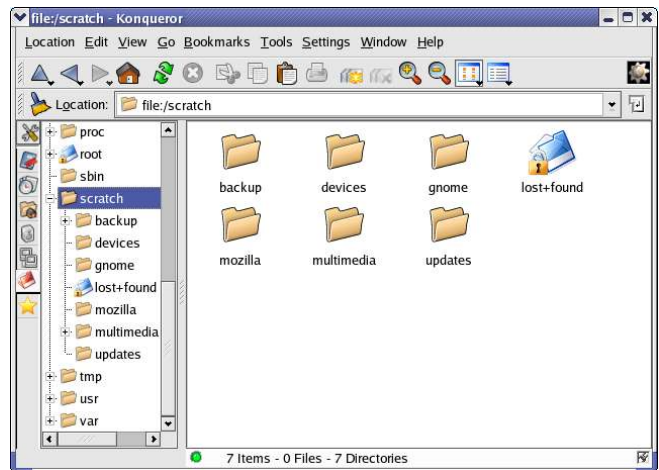 file:/scratch - Konqueror
Location Edit View Go Bookmarks Tools Settings Window Help
Location: file:/scratch
proc
root
sbin
scratch
backup
devices
gnome
lost+found
mozilla
multimedia
updates
tmp
usr
var
backup devices gnome lost+found
mozilla multimedia updates
7 Items - 0 Files - 7 Directories